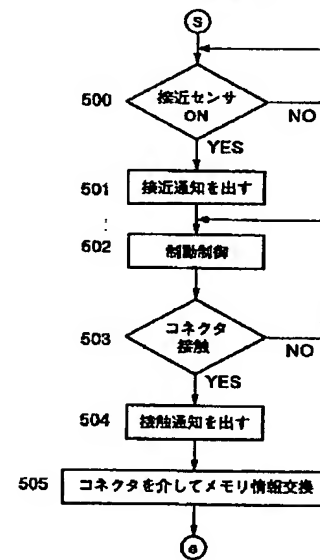 S
500
接近センサ
ON
NO
YES
501
接近通知を出す
502
制動制御
503
コネクタ
接触
NO
YES
504
接触通知を出す
505
コネクタを介してメモリ情報交換
e